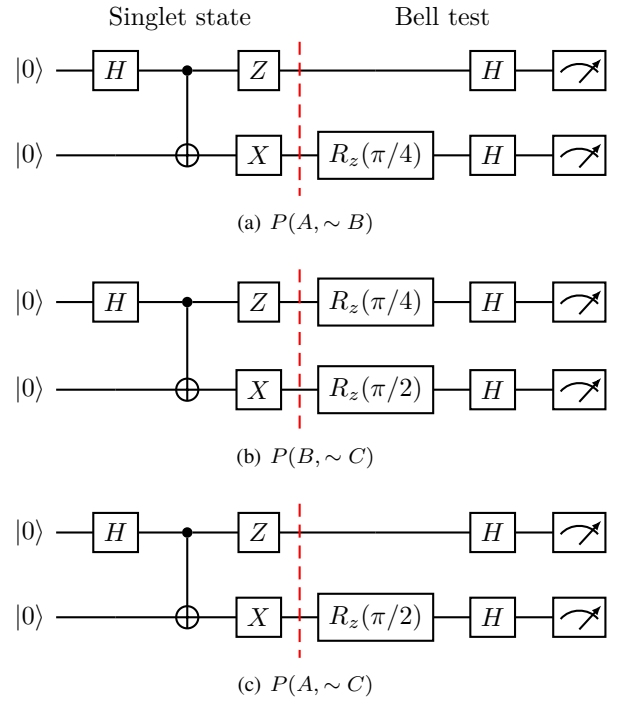 Singlet state Bell test
|0⟩ H Z H
|0⟩ X R_z(π/4) H
(a) P(A, ∼ B)
|0⟩ H Z R_z(π/4) H
|0⟩ X R_z(π/2) H
(b) P(B, ∼ C)
|0⟩ H Z H
|0⟩ X R_z(π/2) H
(c) P(A, ∼ C)